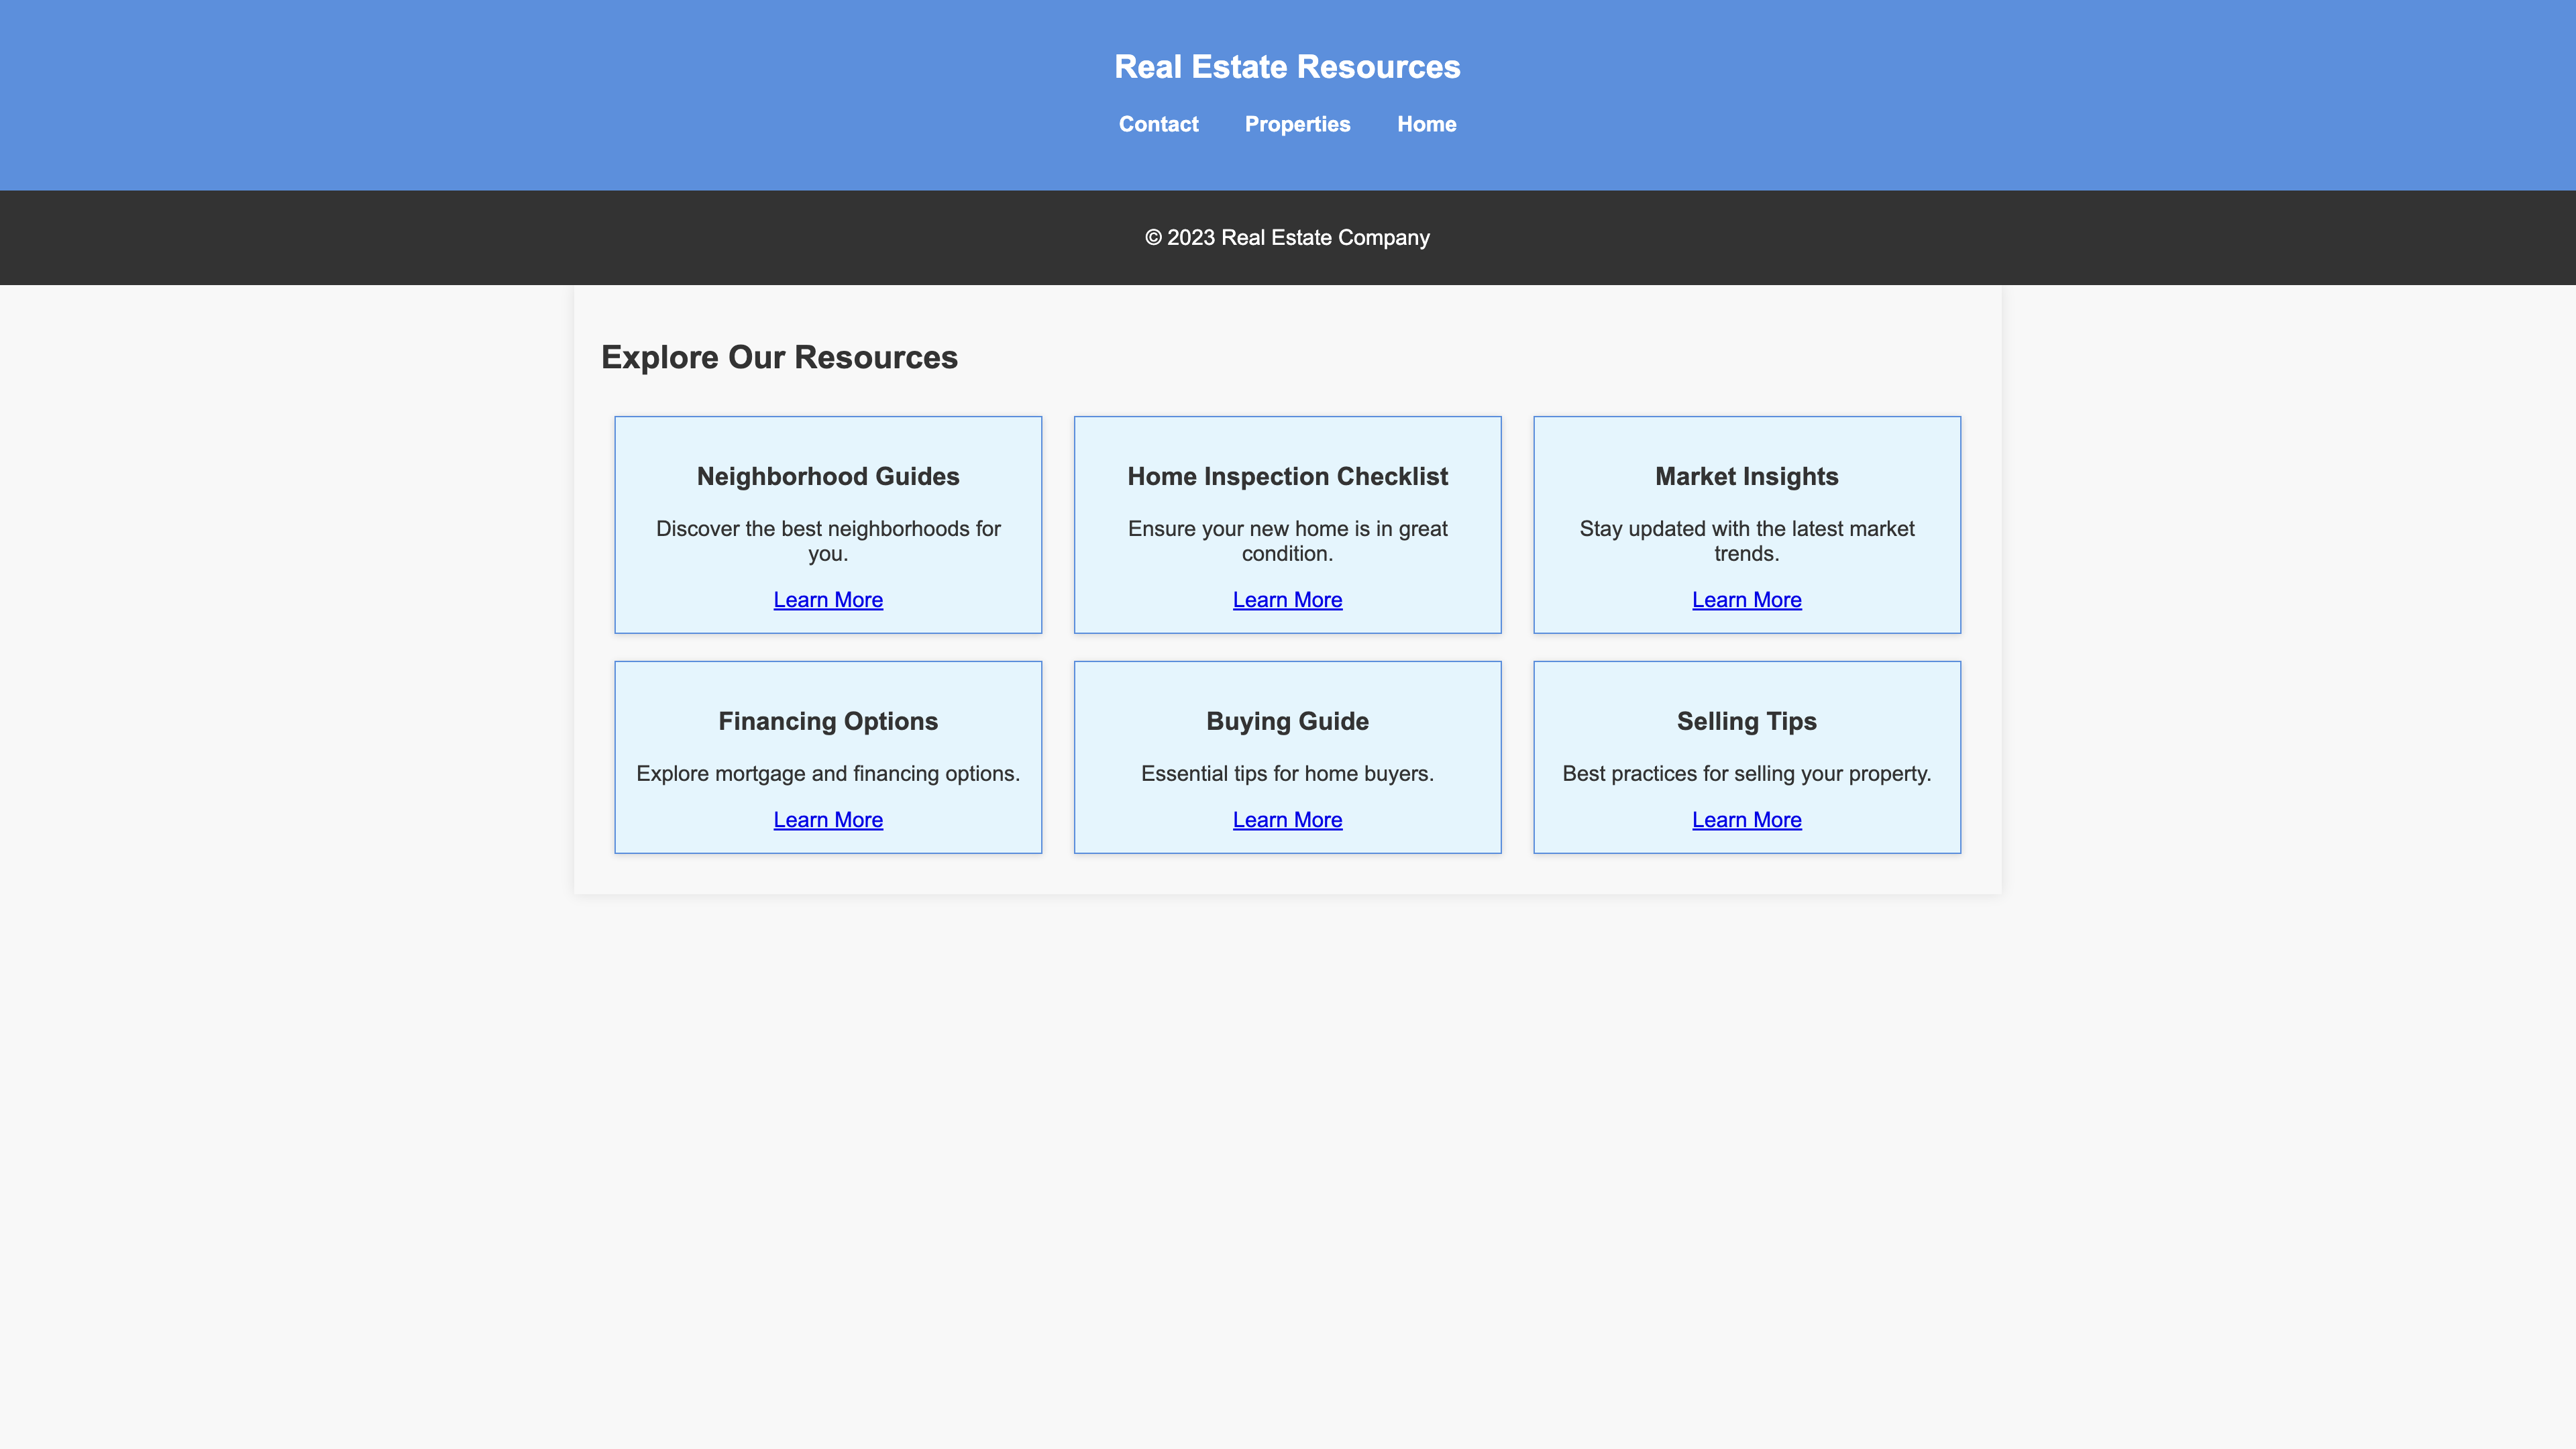 Real Estate Resources
Contact Properties Home
© 2023 Real Estate Company
Explore Our Resources
Neighborhood Guides
Discover the best neighborhoods for
you.
Learn More
Home Inspection Checklist
Ensure your new home is in great
condition.
Learn More
Market Insights
Stay updated with the latest market
trends.
Learn More
Financing Options
Explore mortgage and financing options.
Learn More
Buying Guide
Essential tips for home buyers.
Learn More
Selling Tips
Best practices for selling your property.
Learn More